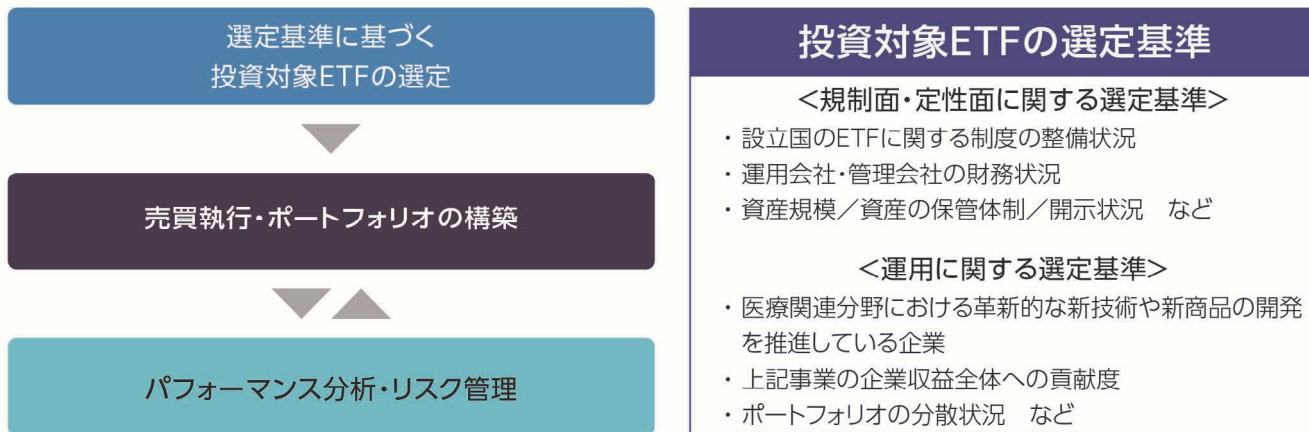 選定基準に基づく
投資対象ETFの選定
売買執行・ポートフォリオの構築
パフォーマンス分析・リスク管理
投資対象ETFの選定基準
<規制面・定性面に関する選定基準>
・設立国のETFに関する制度の整備状況
・運用会社・管理会社の財務状況
・資産規模／資産の保管体制／開示状況　など
<運用に関する選定基準>
・医療関連分野における革新的な新技術や新商品の開発
を推進している企業
・上記事業の企業収益全体への貢献度
・ポートフォリオの分散状況　など